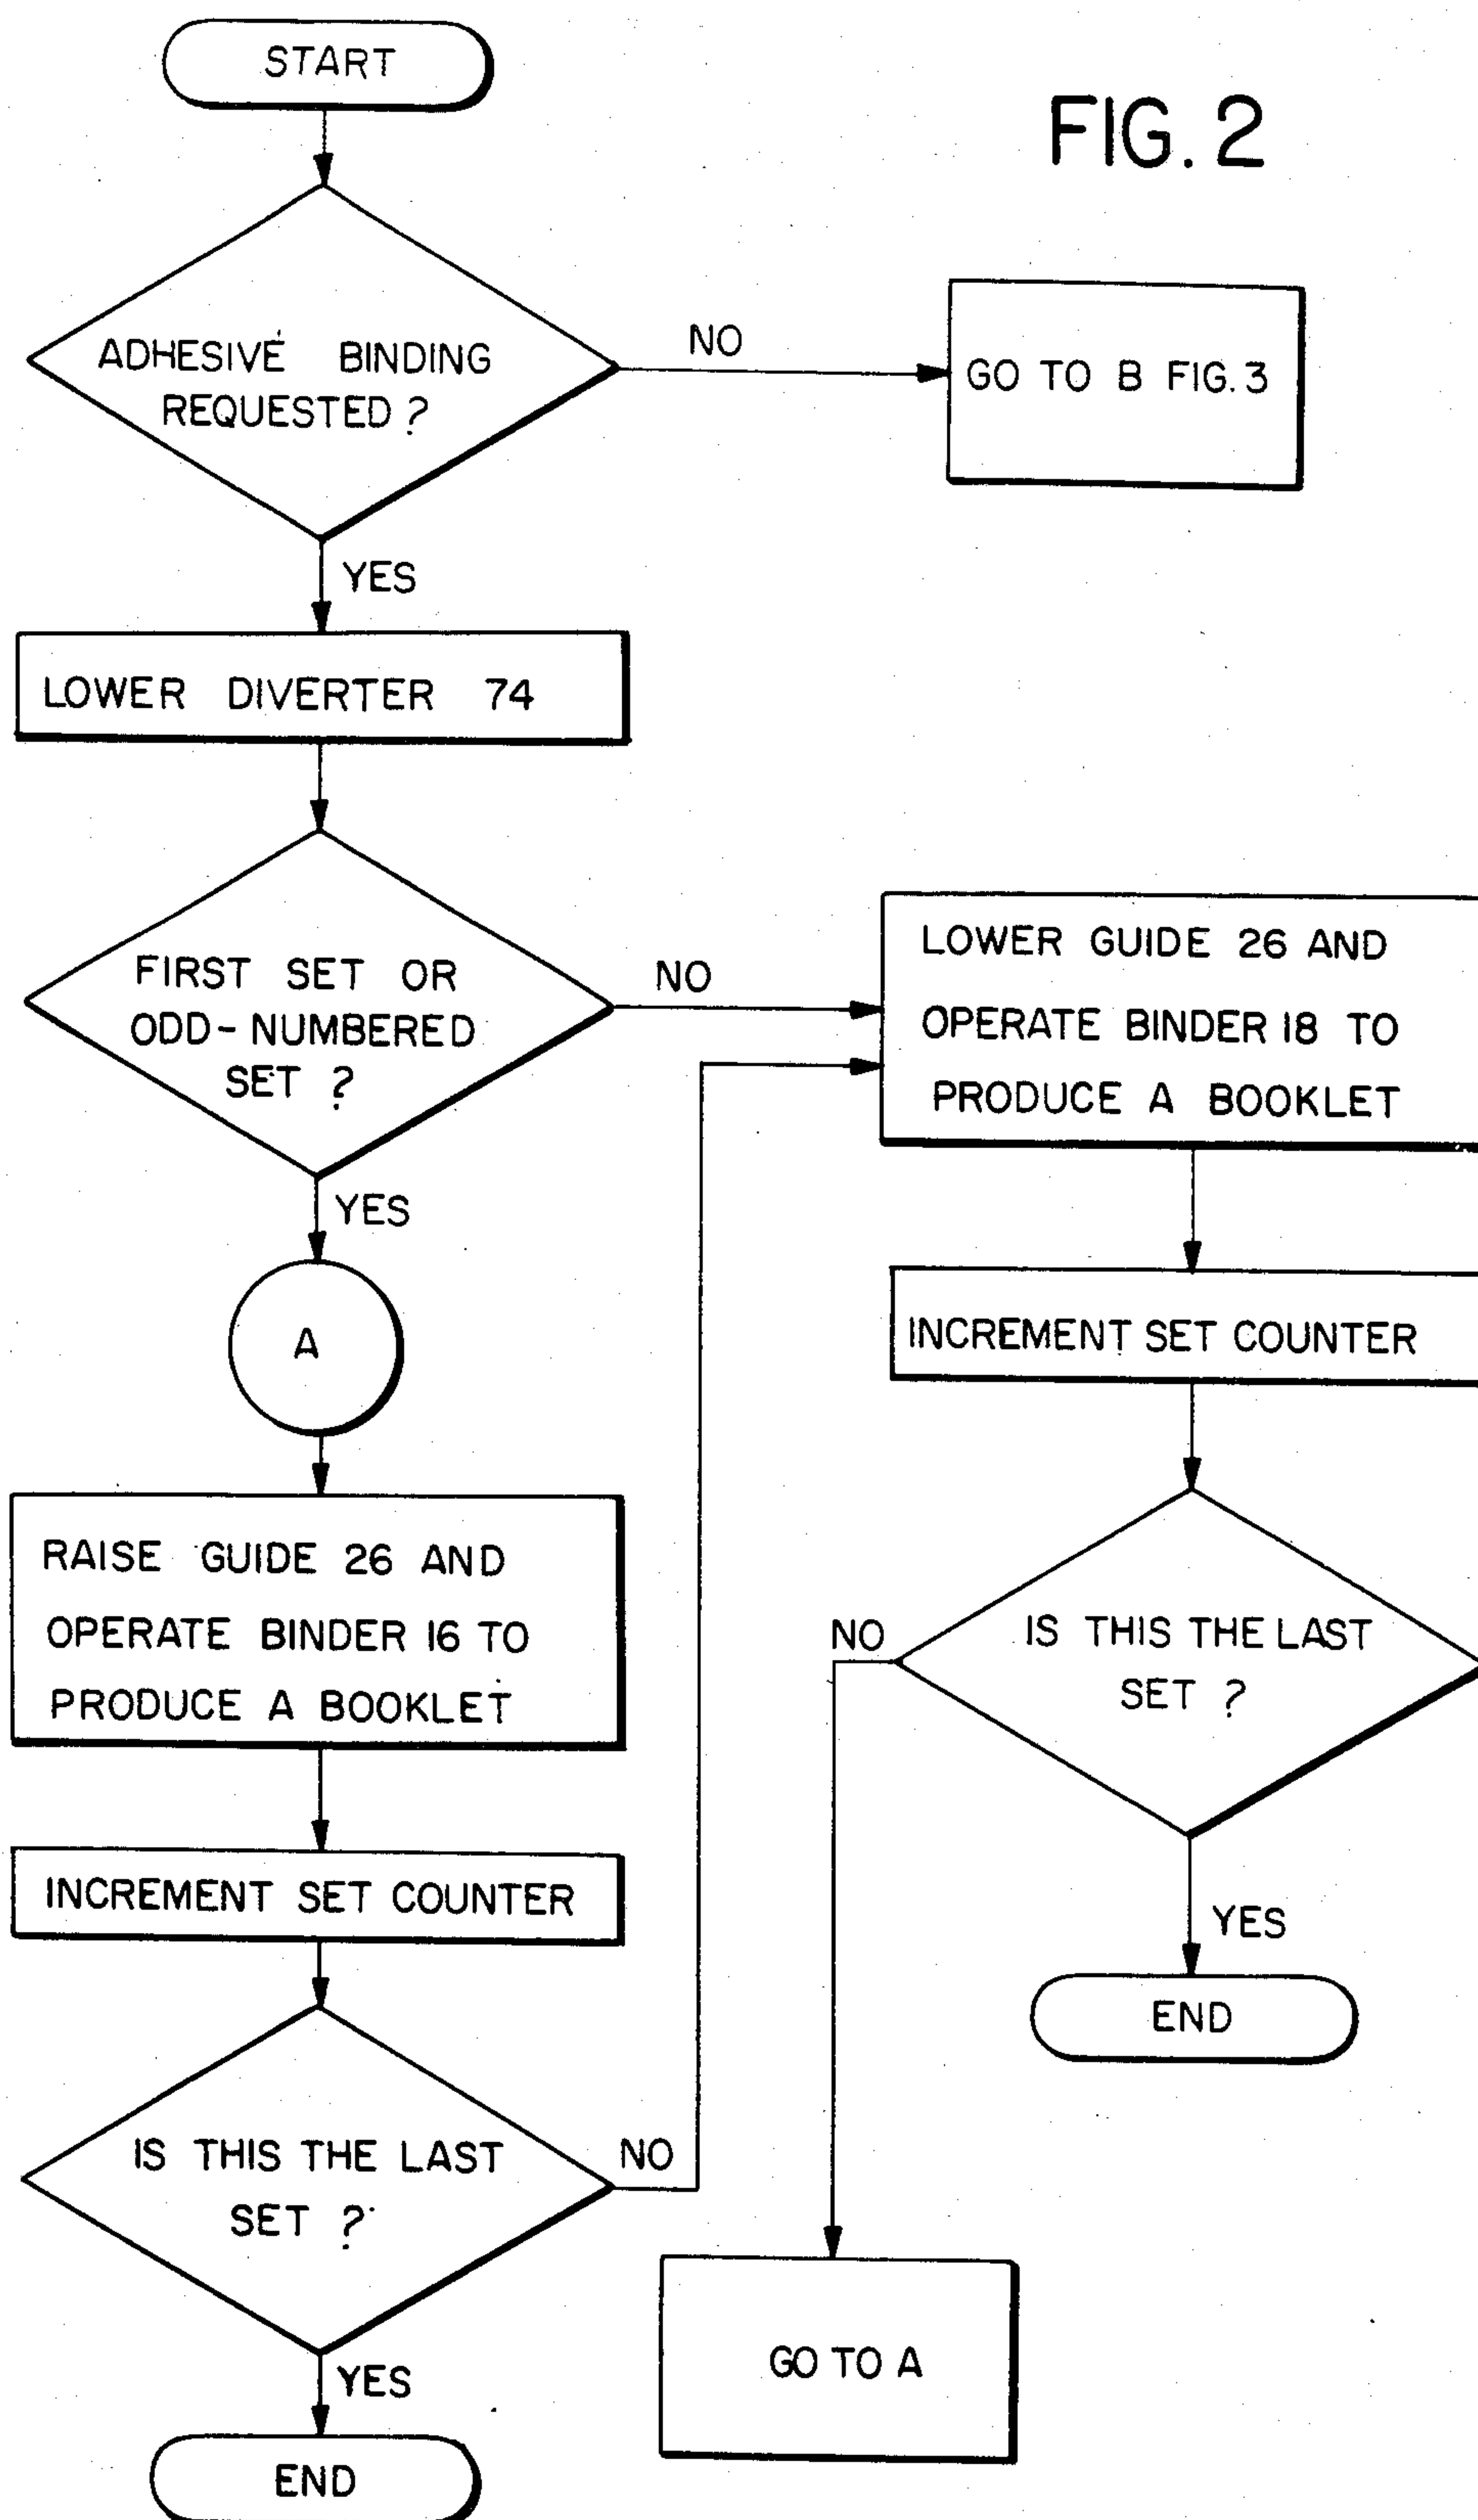 START
FIG. 2
ADHESIVE BINDING
REQUESTED ?
NO
GO TO B FIG. 3
YES
LOWER DIVERTER 74
FIRST SET OR
ODD-NUMBERED
SET ?
NO
LOWER GUIDE 26 AND
OPERATE BINDER 18 TO
PRODUCE A BOOKLET
YES
A
INCREMENT SET COUNTER
RAISE GUIDE 26 AND
OPERATE BINDER 16 TO
PRODUCE A BOOKLET
NO
IS THIS THE LAST
SET ?
INCREMENT SET COUNTER
YES
END
IS THIS THE LAST
SET ?
NO
GO TO A
YES
END